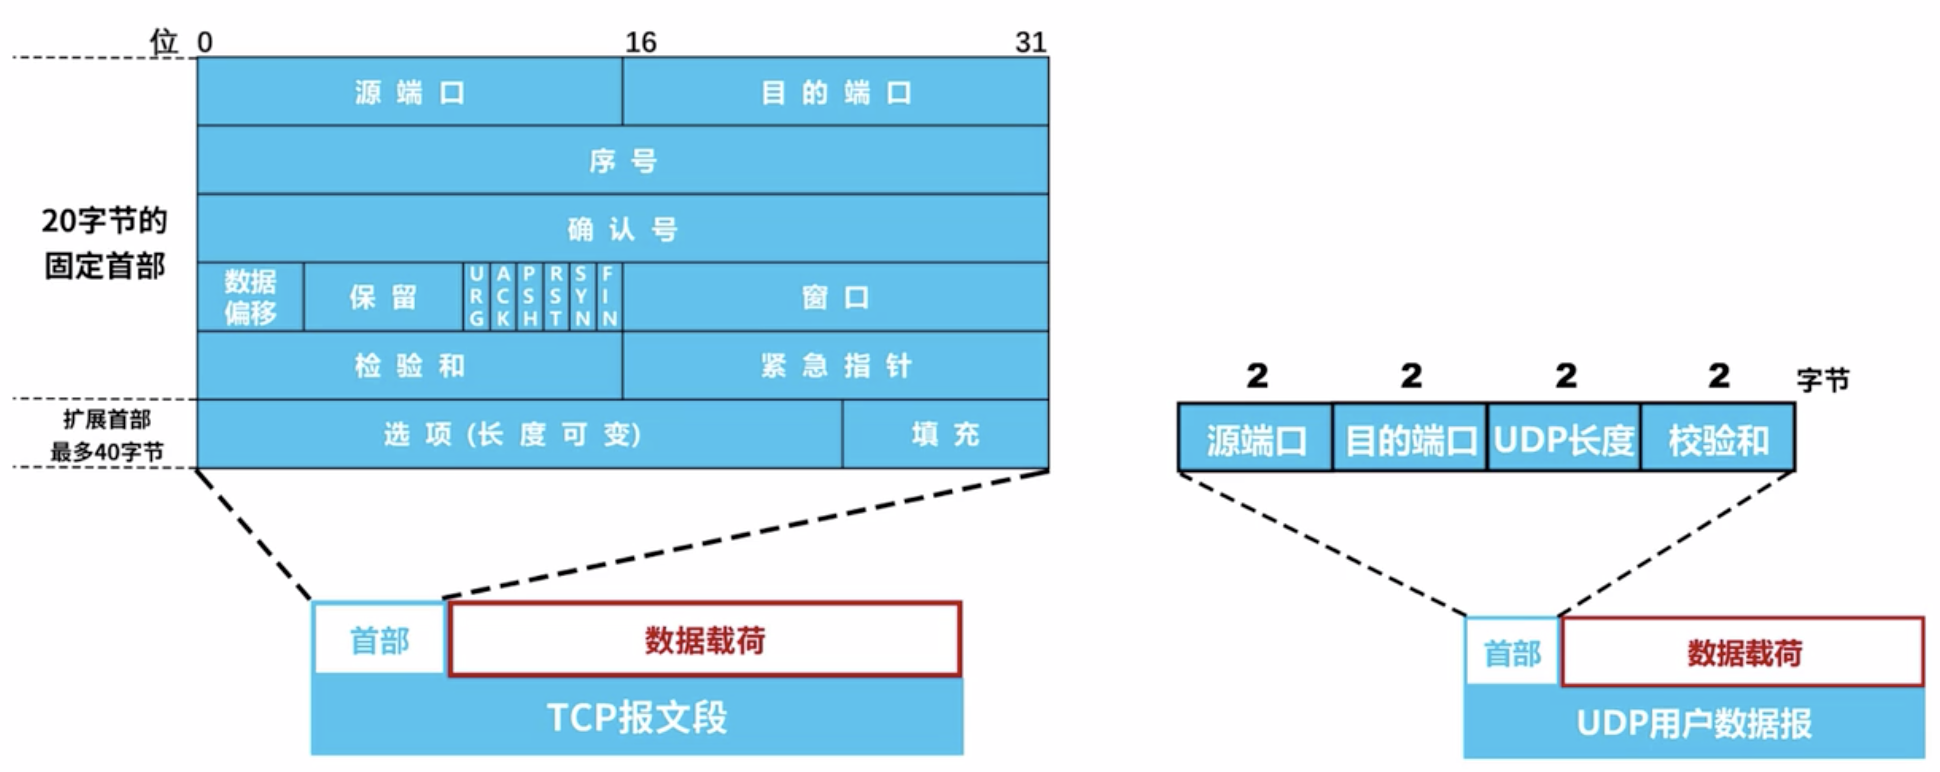 位 0 16 31
源 端 口 目 的 端 口
序 号
20字节的
固定首部
确 认 号
数据
偏移
保 留
URG ACK PSH RST SYN FIN
窗 口
检 验 和 紧 急 指 针
扩展首部
最多40字节
选 项 (长 度 可 变) 填 充
首部 数据载荷
TCP报文段
2 2 2 2 字节
源端口 目的端口 UDP长度 校验和
首部 数据载荷
UDP用户数据报